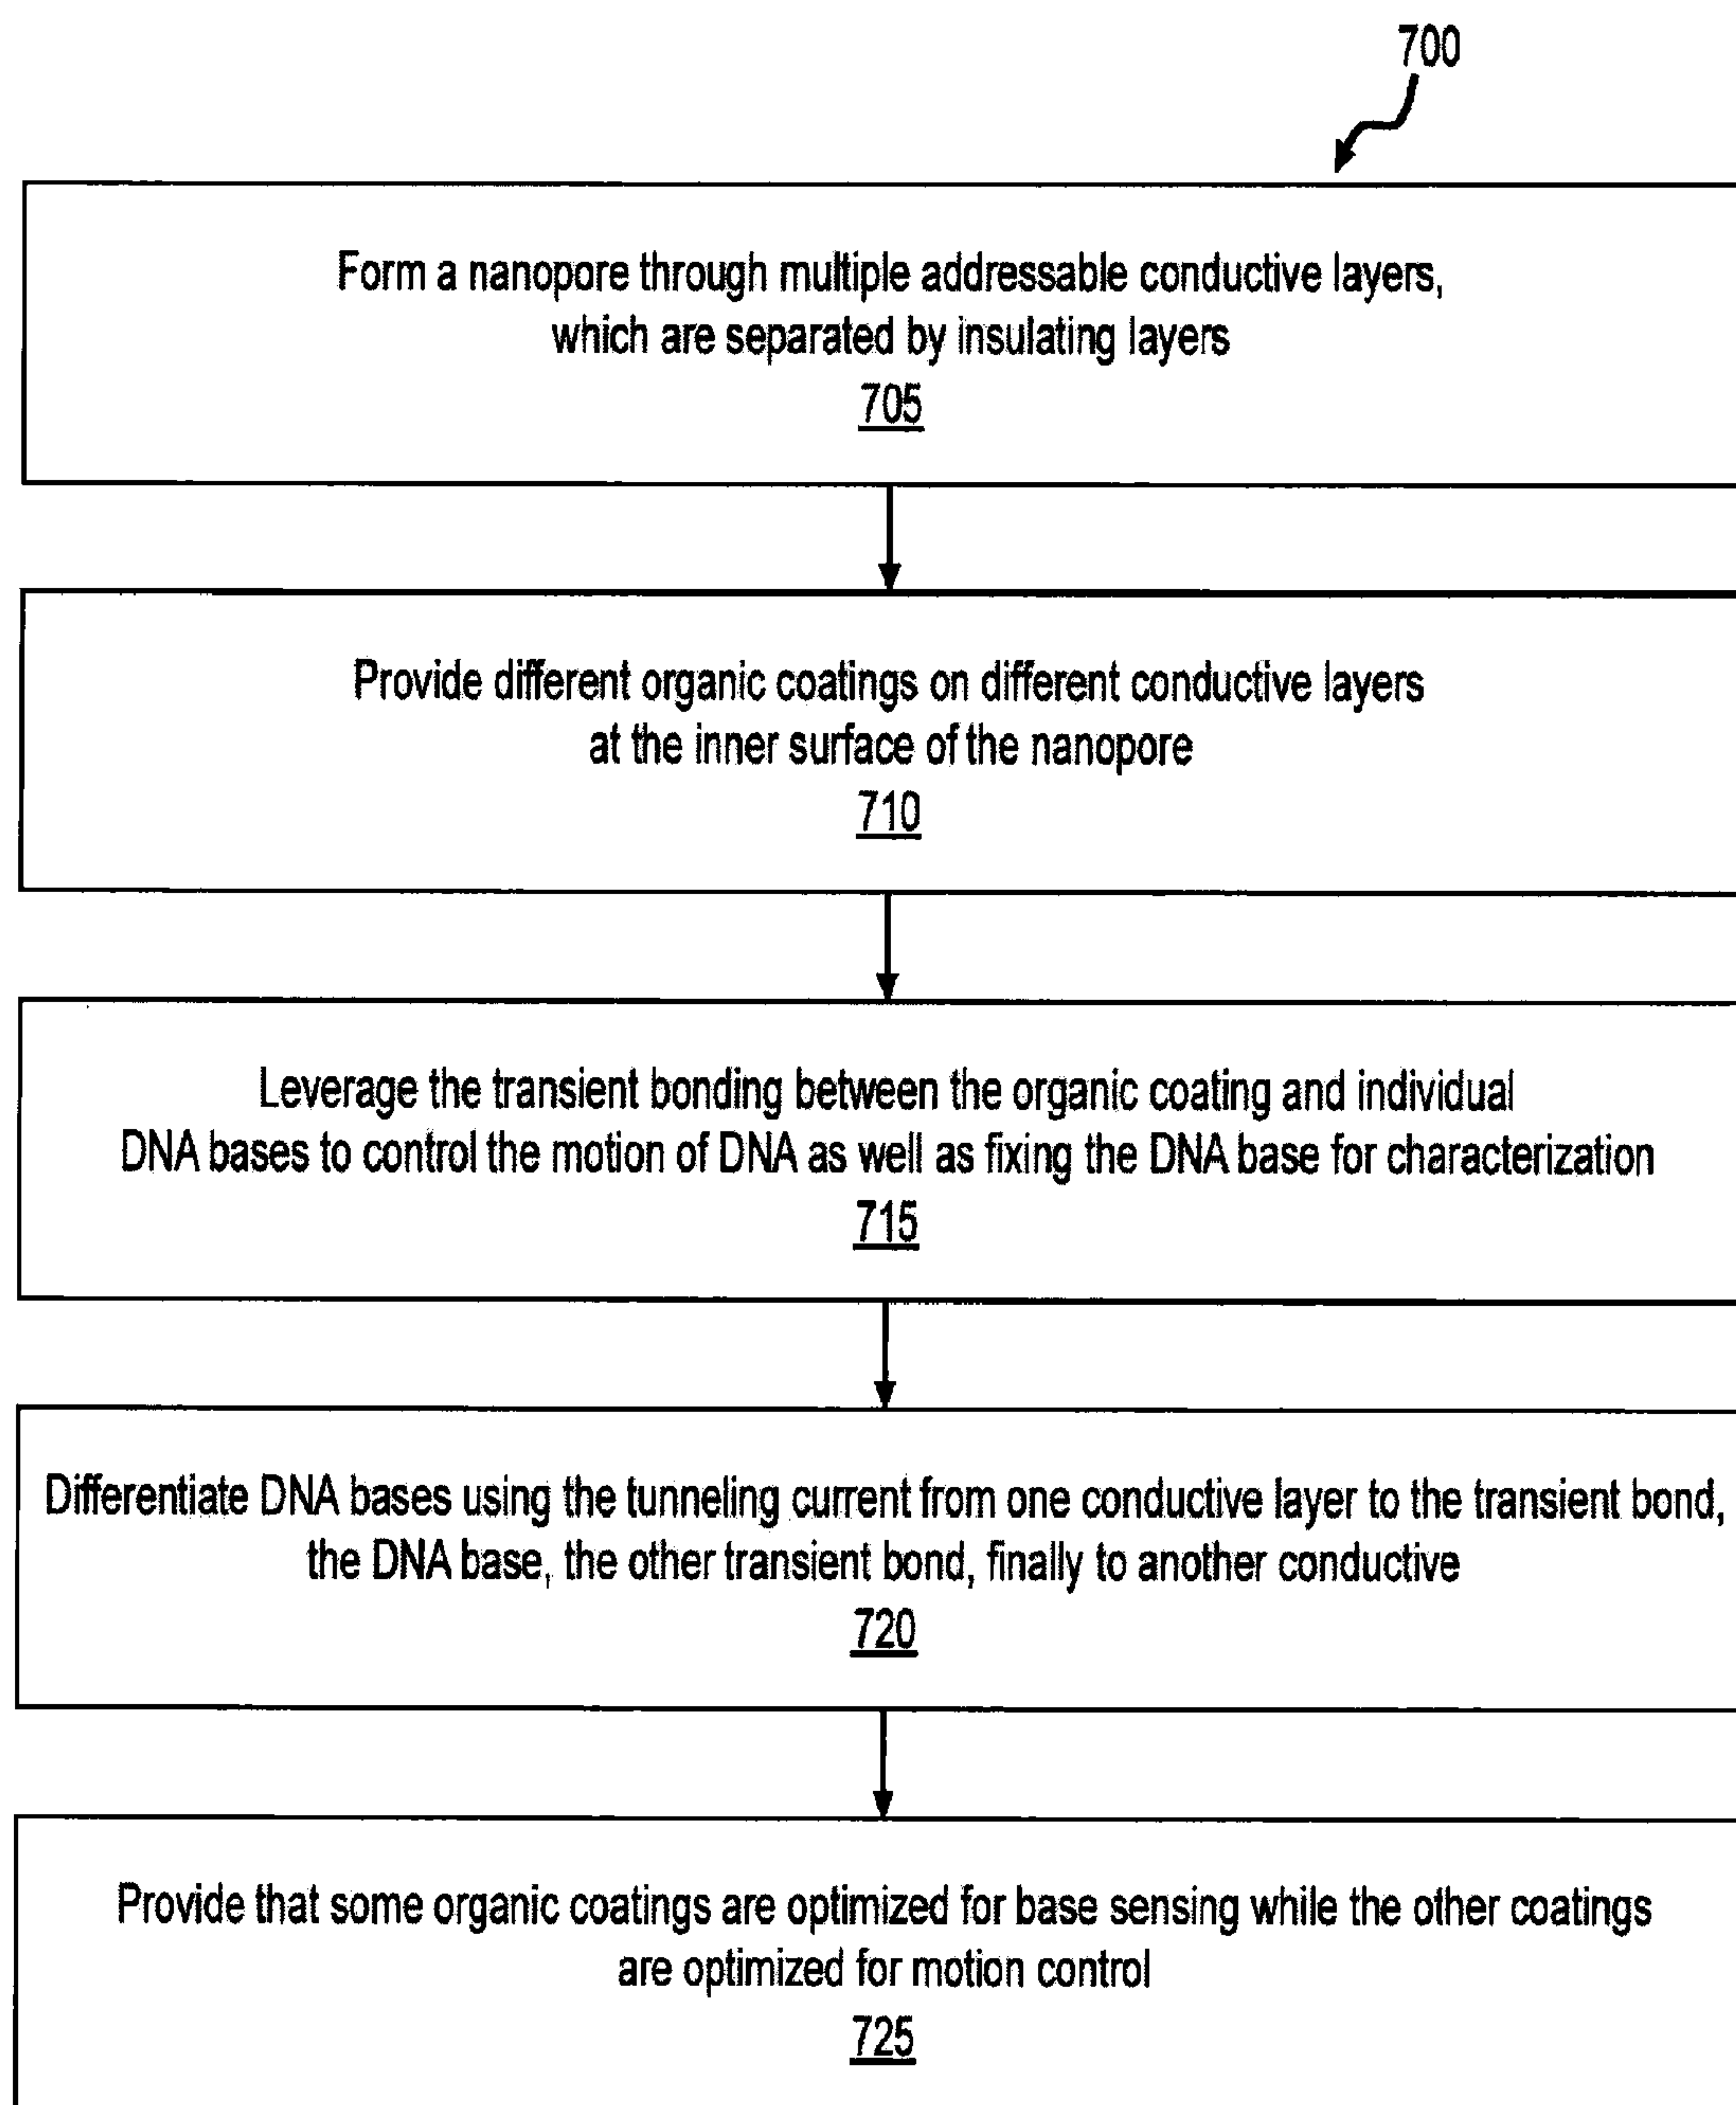 700
Form a nanopore through multiple addressable conductive layers,
which are separated by insulating layers
705
Provide different organic coatings on different conductive layers
at the inner surface of the nanopore
710
Leverage the transient bonding between the organic coating and individual
DNA bases to control the motion of DNA as well as fixing the DNA base for characterization
715
Differentiate DNA bases using the tunneling current from one conductive layer to the transient bond,
the DNA base, the other transient bond, finally to another conductive
720
Provide that some organic coatings are optimized for base sensing while the other coatings
are optimized for motion control
725